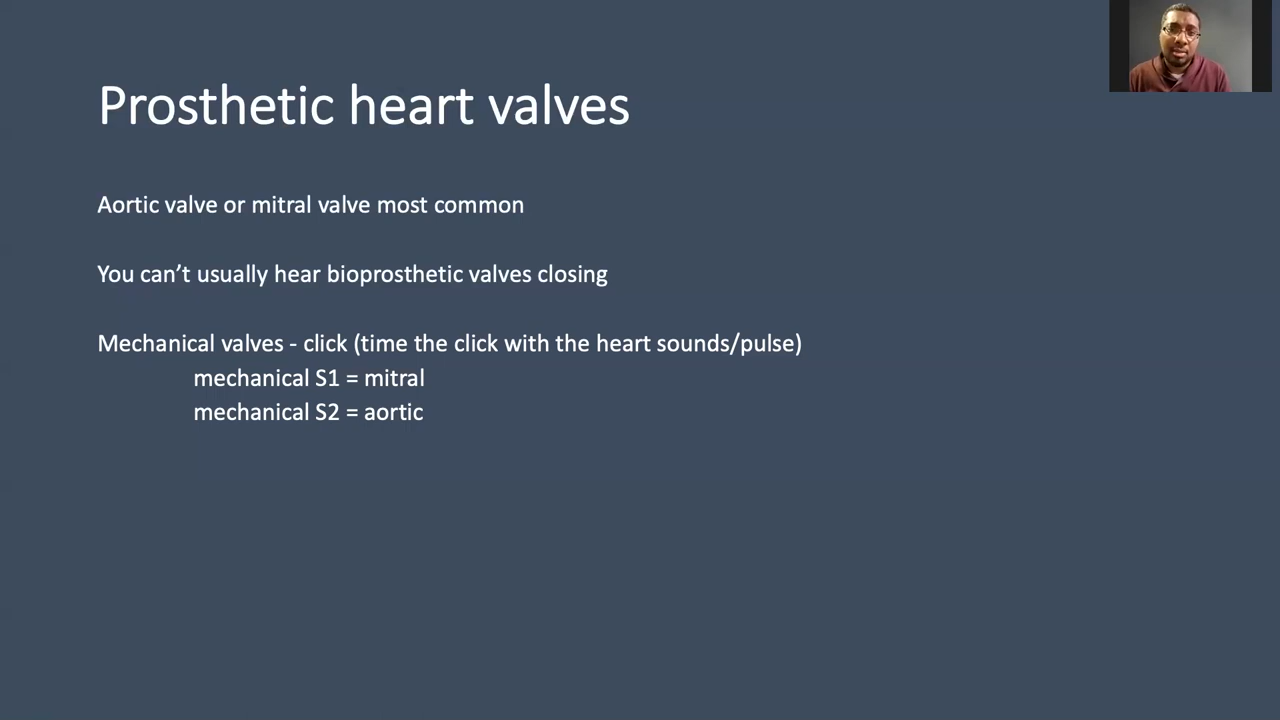 Prosthetic heart valves
Aortic valve or mitral valve most common
You can’t usually hear bioprosthetic valves closing
Mechanical valves - click (time the click with the heart sounds/pulse)
mechanical S1 = mitral
mechanical S2 = aortic